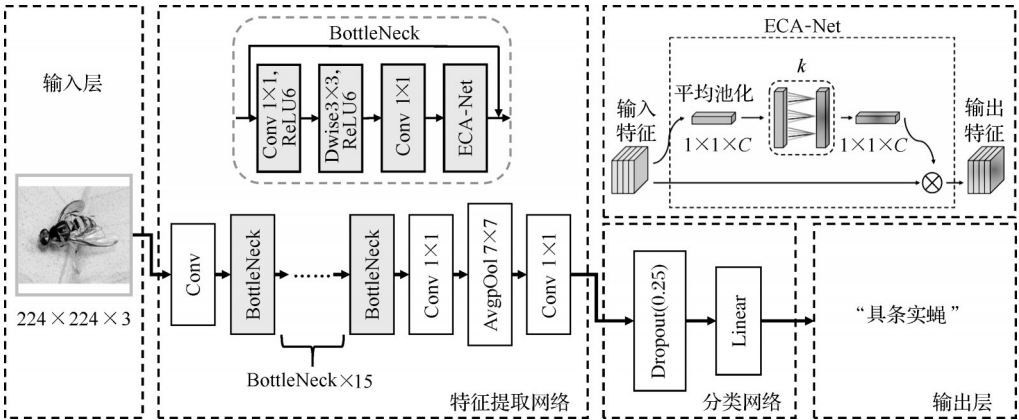 输入层
224×224×3
BottleNeck
Conv 1×1,
ReLU6
Dwise3×3,
ReLU6
Conv 1×1
ECA-Net
Conv
BottleNeck
······
BottleNeck
Conv 1×1
AvgpOol 7×7
Conv 1×1
BottleNeck×15
特征提取网络
ECA-Net
输入
特征
平均池化
1×1×C
k
1×1×C
输出
特征
Dropout(0.25)
Linear
分类网络
“具条实蝇”
输出层